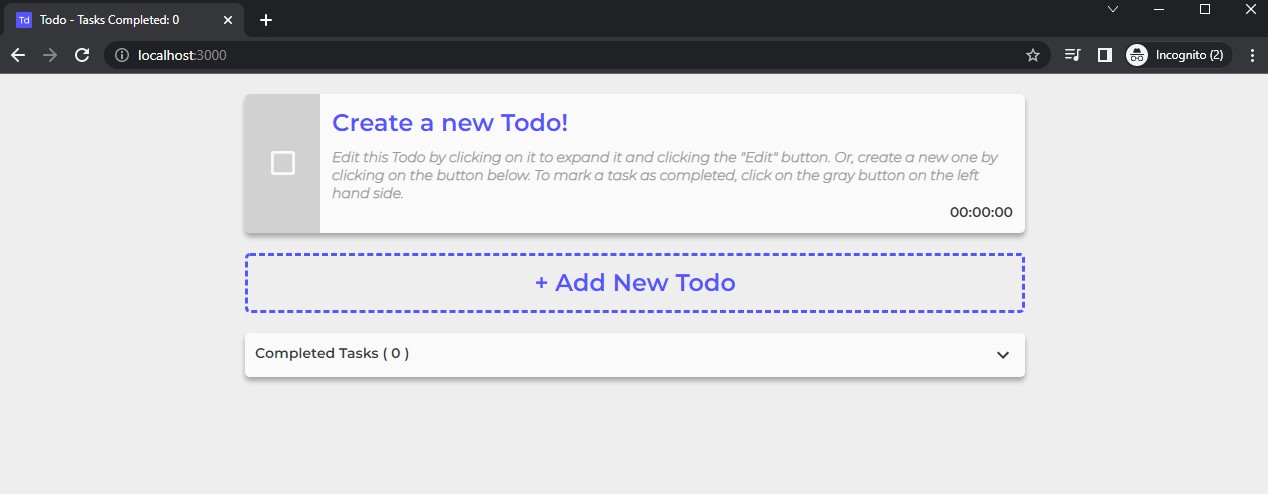 Td Todo - Tasks Completed: 0
localhost:3000
Incognito (2)
Create a new Todo!
Edit this Todo by clicking on it to expand it and clicking the "Edit" button. Or, create a new one by
clicking on the button below. To mark a task as completed, click on the gray button on the left
hand side.
00:00:00
+ Add New Todo
Completed Tasks ( 0 )